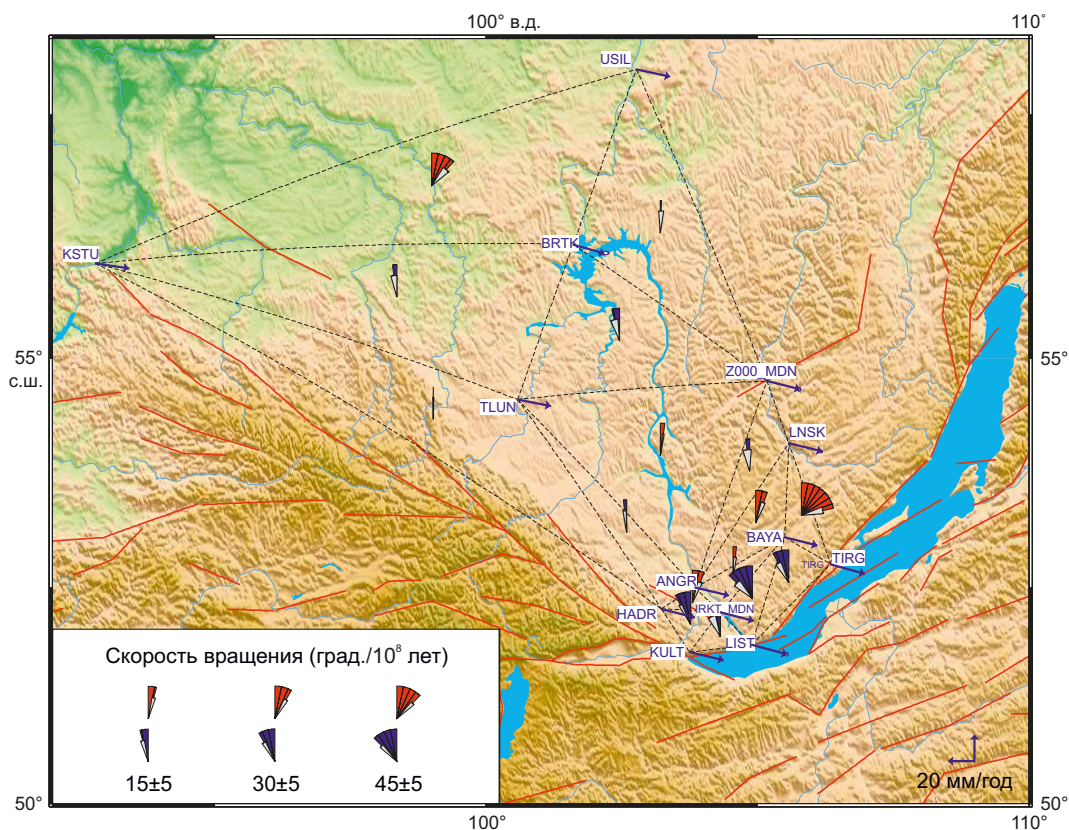 100° в.д.
110°
USIL
KSTU
BRTK
55°
с.ш.
55°
Z000_MDN
TLUN
LNSK
BAYA
TIRG
TIRG
ANGR
HADR
IRKT_MDN
KULT
LIST
Скорость вращения (град./10⁸ лет)
15±5 30±5 45±5
20 мм/год
50°
50°
100°
110°